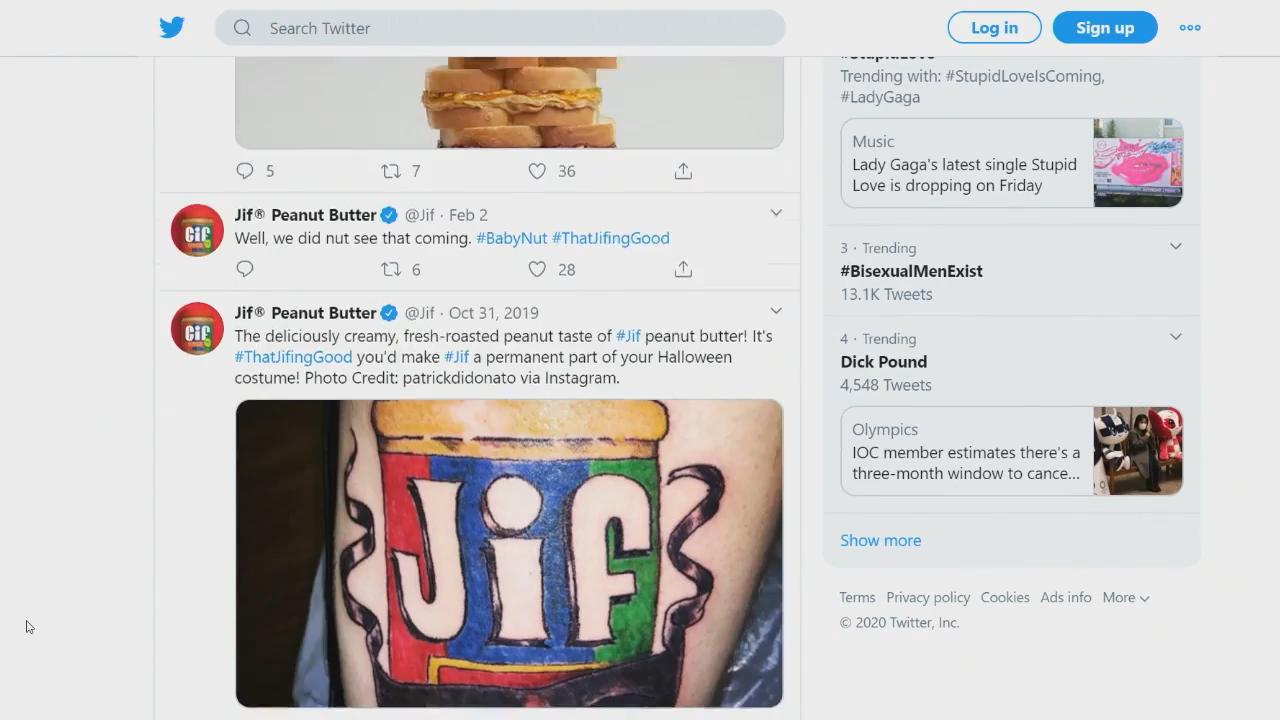 Search Twitter
Log in
Sign up
5
7
36
Jif® Peanut Butter @Jif · Feb 2
Well, we did nut see that coming. #BabyNut #ThatJifingGood
6
28
Jif® Peanut Butter @Jif · Oct 31, 2019
The deliciously creamy, fresh-roasted peanut taste of #Jif peanut butter! It's
#ThatJifingGood you'd make #Jif a permanent part of your Halloween
costume! Photo Credit: patrickdidonato via Instagram.
Jif
Gif
Gif
#StupidLove
Trending with: #StupidLoveIsComing,
#LadyGaga
Music
Lady Gaga's latest single Stupid
Love is dropping on Friday
3 · Trending
#BisexualMenExist
13.1K Tweets
4 · Trending
Dick Pound
4,548 Tweets
Olympics
IOC member estimates there's a
three-month window to cance...
Show more
Terms Privacy policy Cookies Ads info More
© 2020 Twitter, Inc.